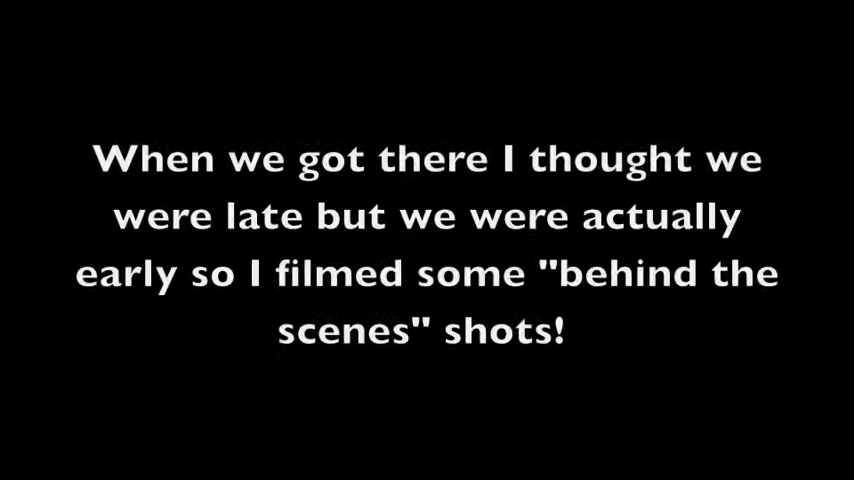 When we got there I thought we
were late but we were actually
early so I filmed some "behind the
scenes" shots!